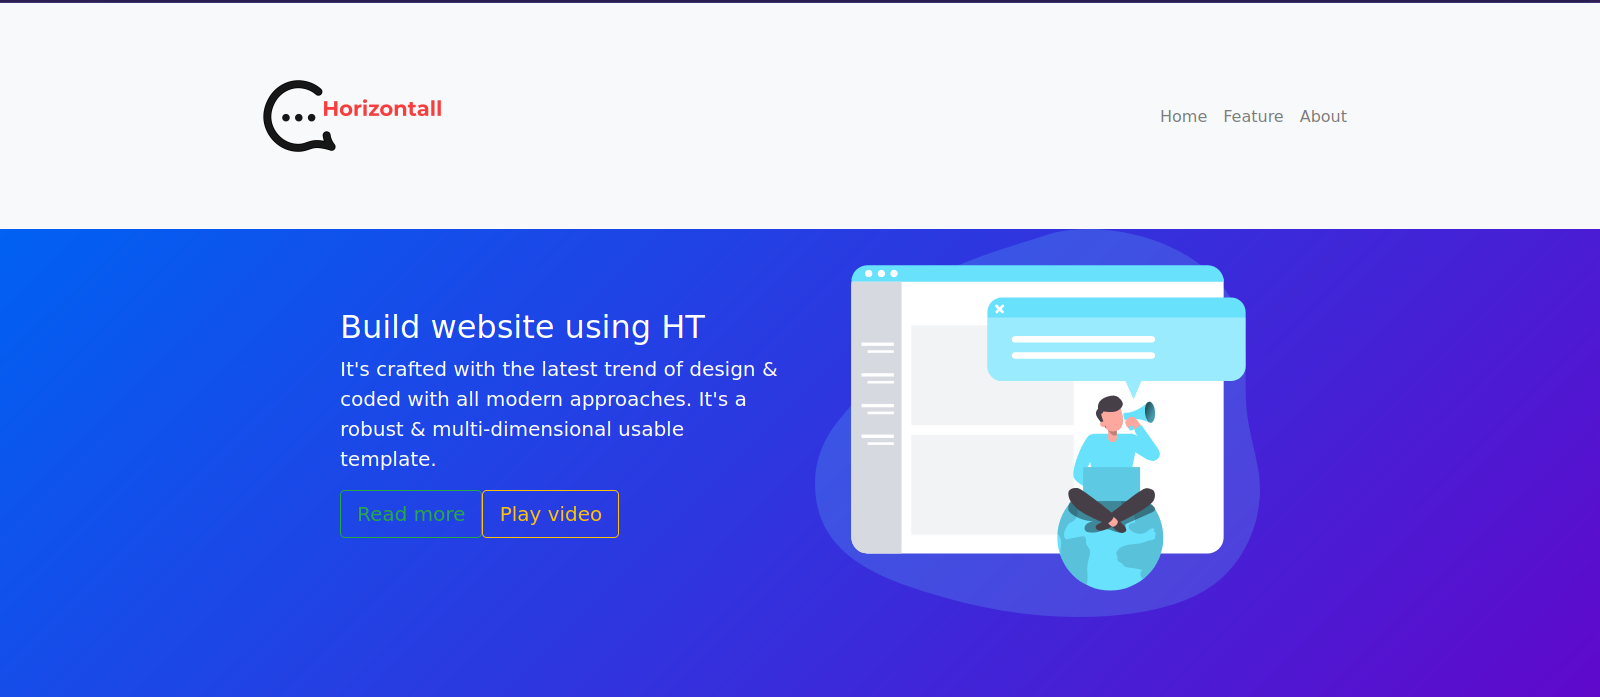 Horizontall
Home Feature About
Build website using HT
It's crafted with the latest trend of design &
coded with all modern approaches. It's a
robust & multi-dimensional usable
template.
Read more Play video